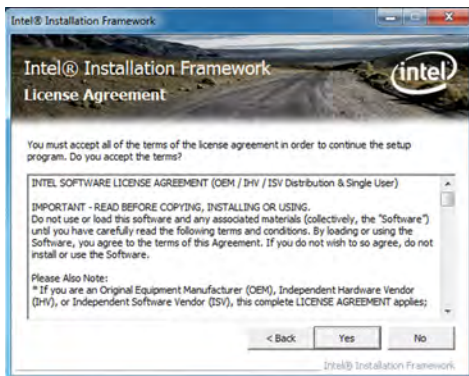 Intel® Installation Framework
Intel® Installation Framework
License Agreement
intel
You must accept all of the terms of the license agreement in order to continue the setup
program. Do you accept the terms?
INTEL SOFTWARE LICENSE AGREEMENT (OEM / IHV / ISV Distribution & Single User)
IMPORTANT - READ BEFORE COPYING, INSTALLING OR USING.
Do not use or load this software and any associated materials (collectively, the "Software")
until you have carefully read the following terms and conditions. By loading or using the
Software, you agree to the terms of this Agreement. If you do not wish to so agree, do not
install or use the Software.
Please Also Note:
* If you are an Original Equipment Manufacturer (OEM), Independent Hardware Vendor
(IHV), or Independent Software Vendor (ISV), this complete LICENSE AGREEMENT applies;
< Back Yes No
Intel® Installation Framework